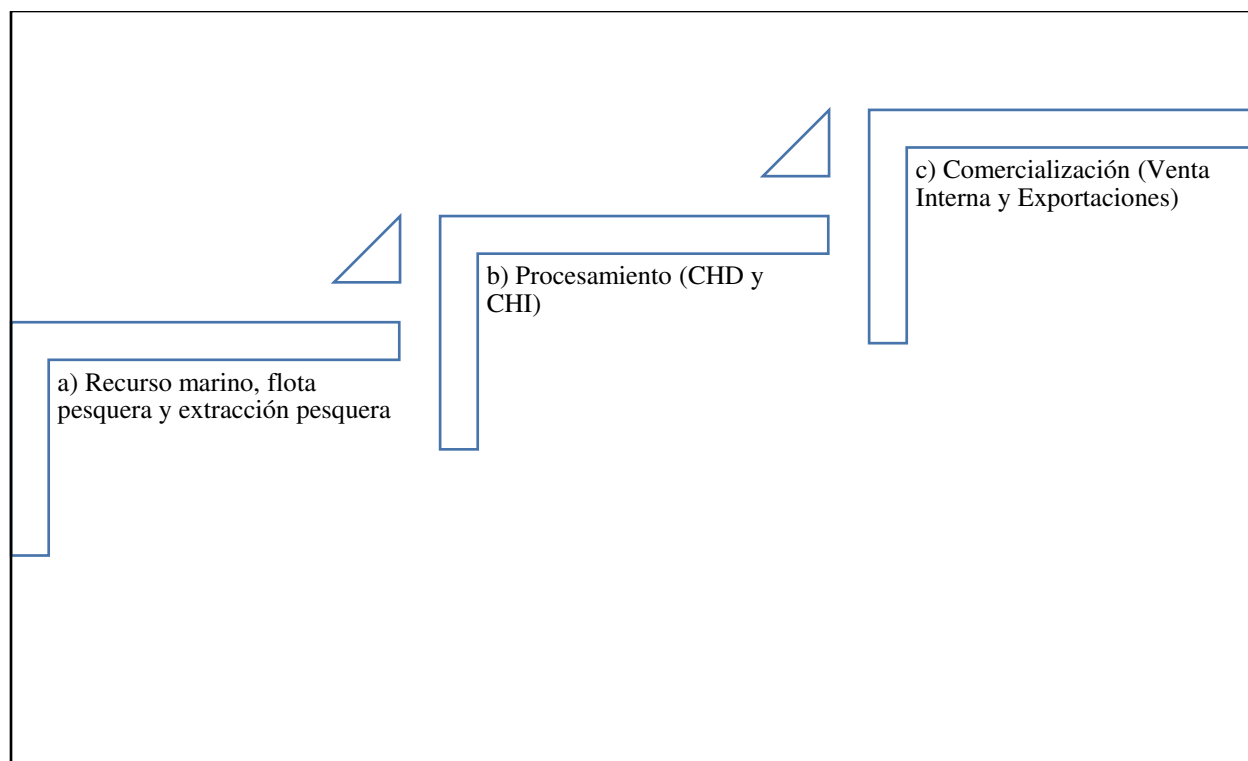 c) Comercialización (Venta
Interna y Exportaciones)
b) Procesamiento (CHD y
CHI)
a) Recurso marino, flota
pesquera y extracción pesquera